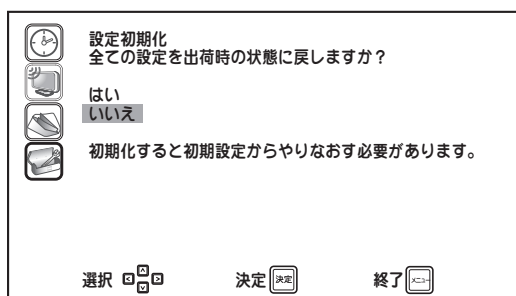 設定初期化
全ての設定を出荷時の状態に戻しますか？
はい
いいえ
初期化すると初期設定からやりなおす必要があります。
選択 決定 決定 終了 メニュー